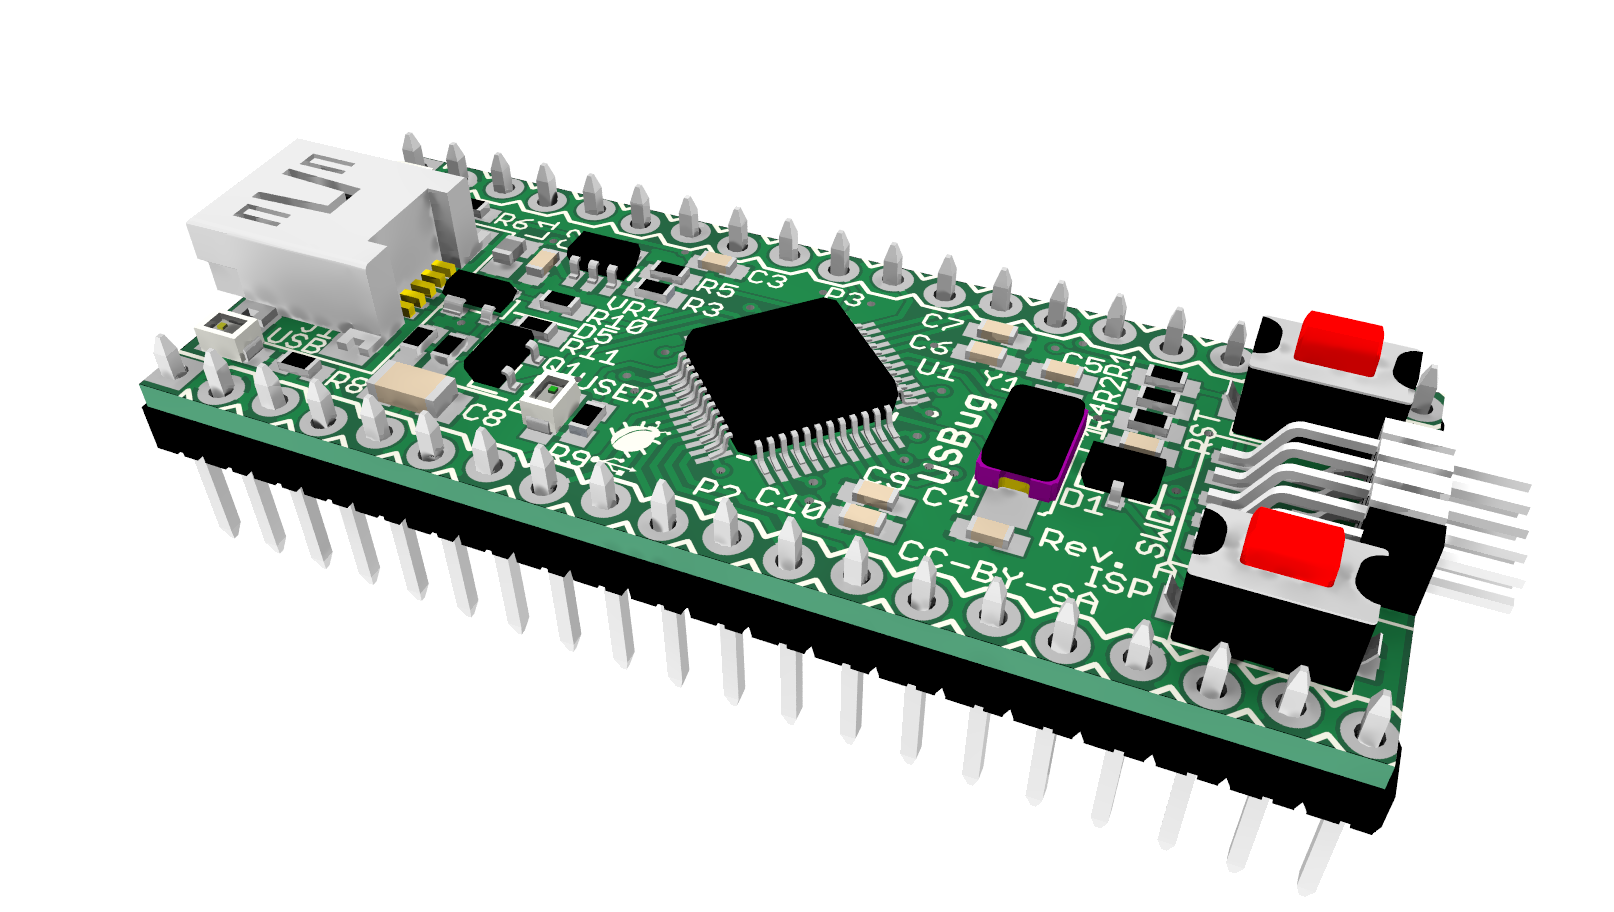 R6
C3
P3
R5
VR1
R3
R10
D5
R11
Q1
USER
USB
R8
C8
R9
P2
C10
C9
C4
C7
C6
U1
C5
Y1
R1
R2
USBug
D1
RST
SWD
Rev.
ISP
CC-BY-SA